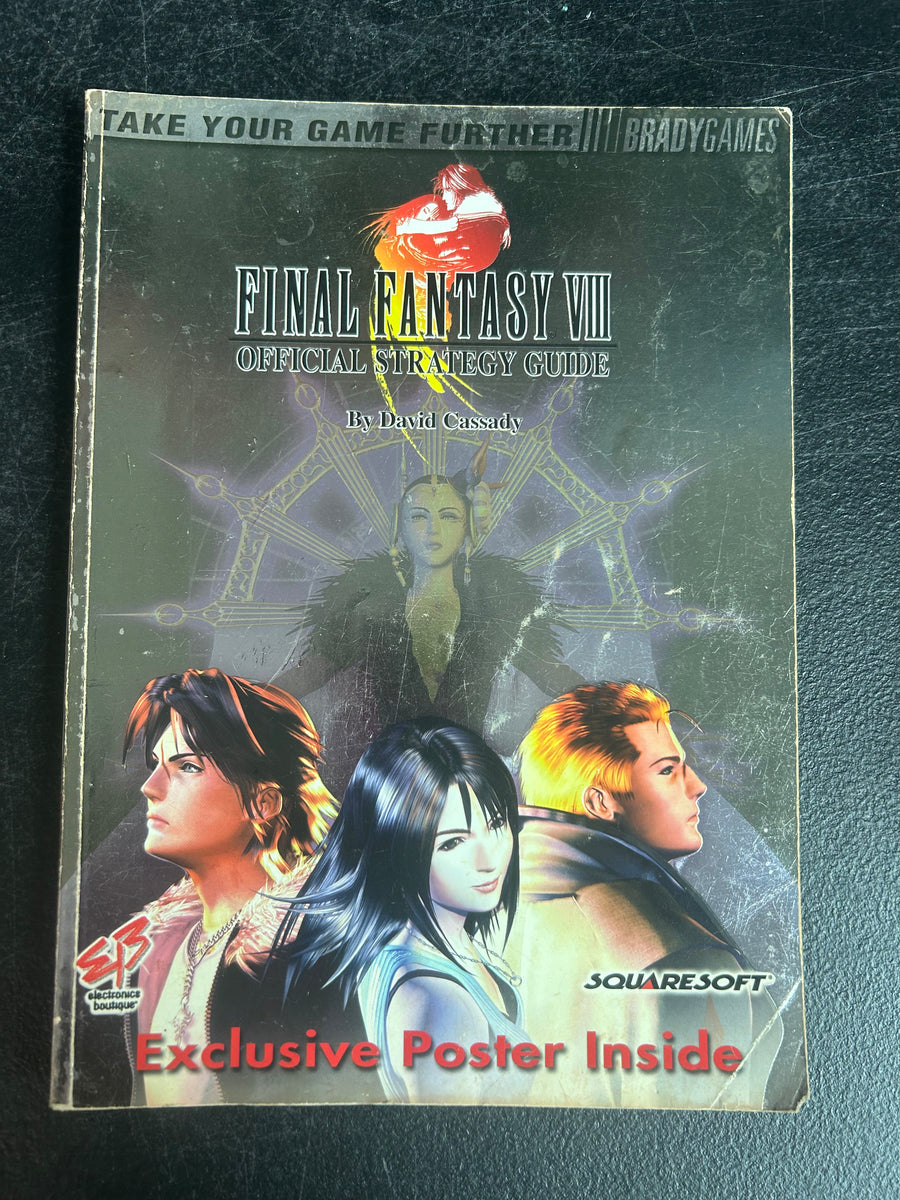 TAKE YOUR GAME FURTHER BRADYGAMES
FINAL FANTASY VIII
OFFICIAL STRATEGY GUIDE
By David Cassady
EB
electronics
boutique
SQUARESOFT
Exclusive Poster Inside